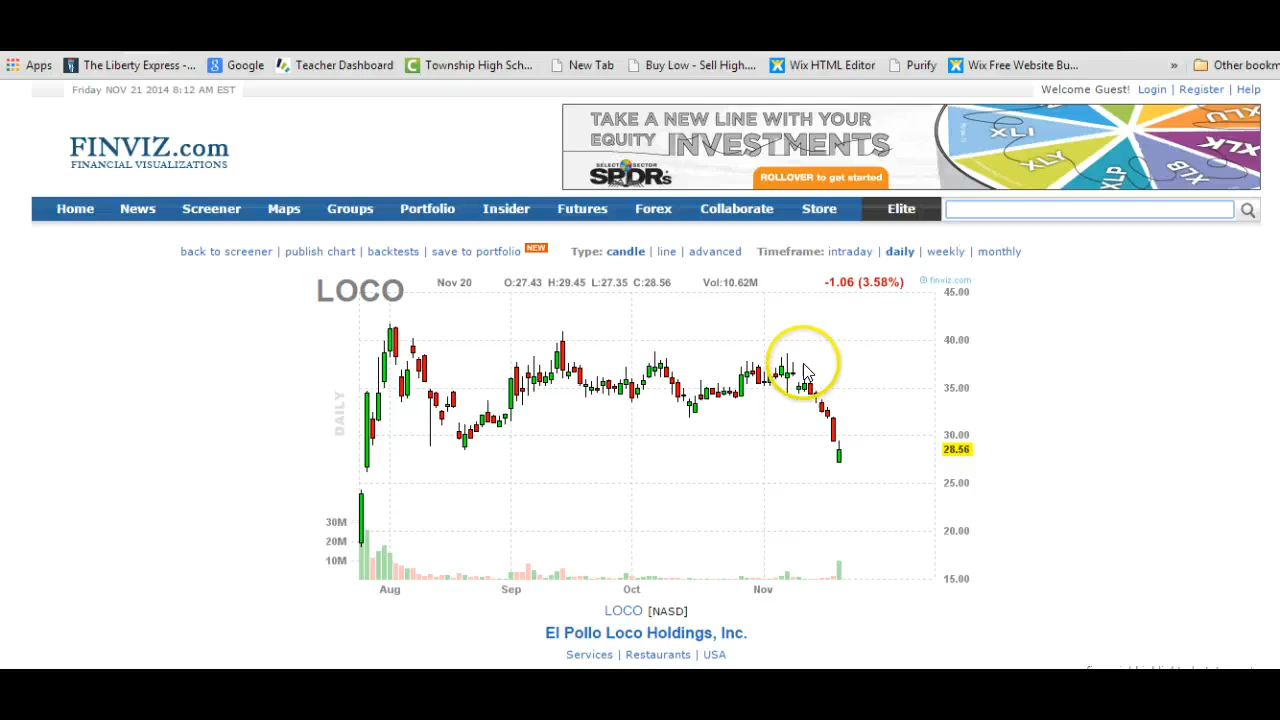 Apps The Liberty Express -... Google Teacher Dashboard Township High Sch... New Tab Buy Low - Sell High.... Wix HTML Editor Purify Wix Free Website Bu... » Other bookm
Friday NOV 21 2014 8:12 AM EST Welcome Guest! Login | Register | Help
FINVIZ.com
FINANCIAL VISUALIZATIONS
TAKE A NEW LINE WITH YOUR
EQUITY INVESTMENTS
SELECT SECTOR
SPDRs
ROLLOVER to get started
XLI XLY XLP XLB XLK XLU
Home News Screener Maps Groups Portfolio Insider Futures Forex Collaborate Store Elite
back to screener | publish chart | backtests | save to portfolio NEW Type: candle | line | advanced Timeframe: intraday | daily | weekly | monthly
LOCO Nov 20 O:27.43 H:29.45 L:27.35 C:28.56 Vol:10.62M -1.06 (3.58%) © finviz.com
45.00
40.00
35.00
DAILY
30.00
28.56
25.00
30M
20.00
20M
10M
15.00
Aug Sep Oct Nov
LOCO [NASD]
El Pollo Loco Holdings, Inc.
Services | Restaurants | USA